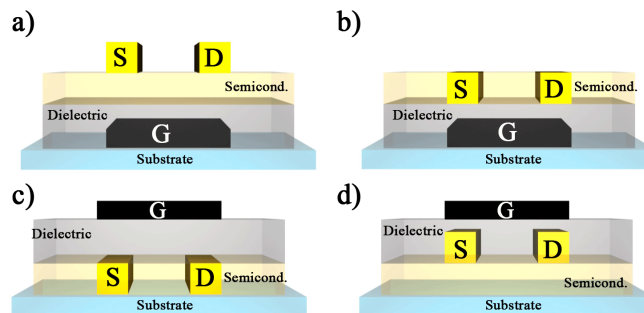 a)
S D
Semicond.
Dielectric
G
Substrate
b)
S D
Semicond.
Dielectric
G
Substrate
c)
G
Dielectric
S D
Semicond.
Substrate
d)
G
Dielectric
S D
Semicond.
Substrate